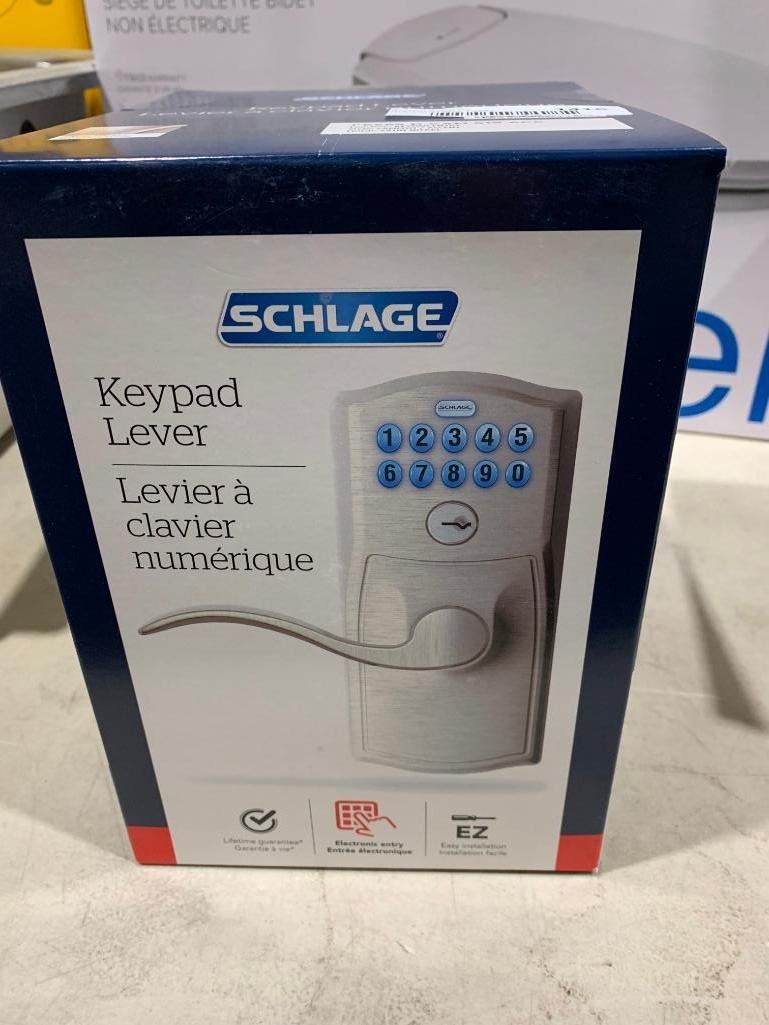 SIÈGE DE TOILETTE BIDET
NON ÉLECTRIQUE
SCHLAGE
Keypad
Lever
Levier à
clavier
numérique
SCHLAGE
1 2 3 4 5
6 7 8 9 0
Lifetime guarantee*
Garantie à vie*
Electronic entry
Entrée électronique
EZ
Easy installation
Installation facile